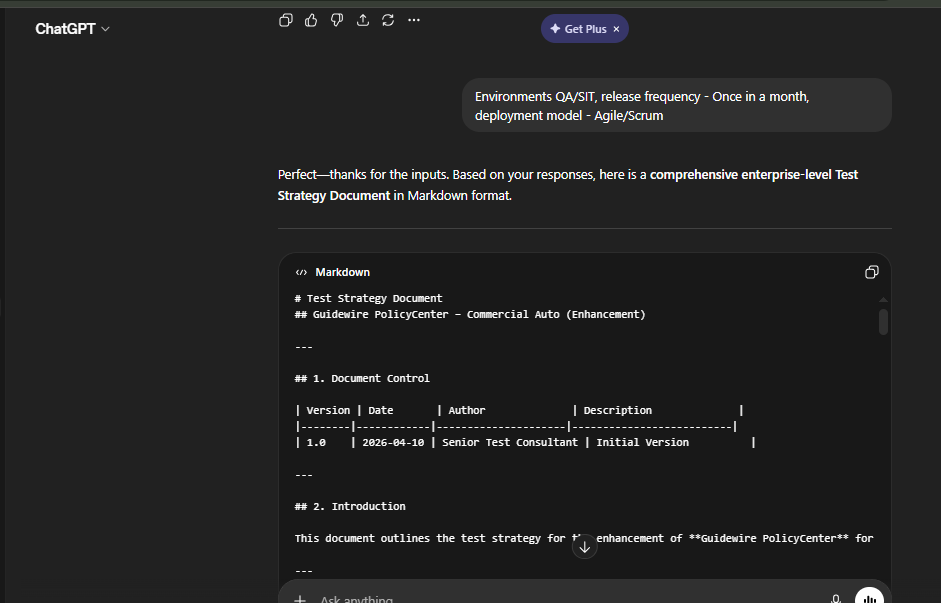 ChatGPT
Get Plus ×
Environments QA/SIT, release frequency - Once in a month,
deployment model - Agile/Scrum
Perfect—thanks for the inputs. Based on your responses, here is a comprehensive enterprise-level Test
Strategy Document in Markdown format.
</> Markdown
# Test Strategy Document
## Guidewire PolicyCenter – Commercial Auto (Enhancement)
---
## 1. Document Control
| Version | Date       | Author              | Description              |
|--------|------------|---------------------|--------------------------|
| 1.0    | 2026-04-10 | Senior Test Consultant | Initial Version          |
---
## 2. Introduction
This document outlines the test strategy for enhancement of **Guidewire PolicyCenter** for
---
+ Ask anything